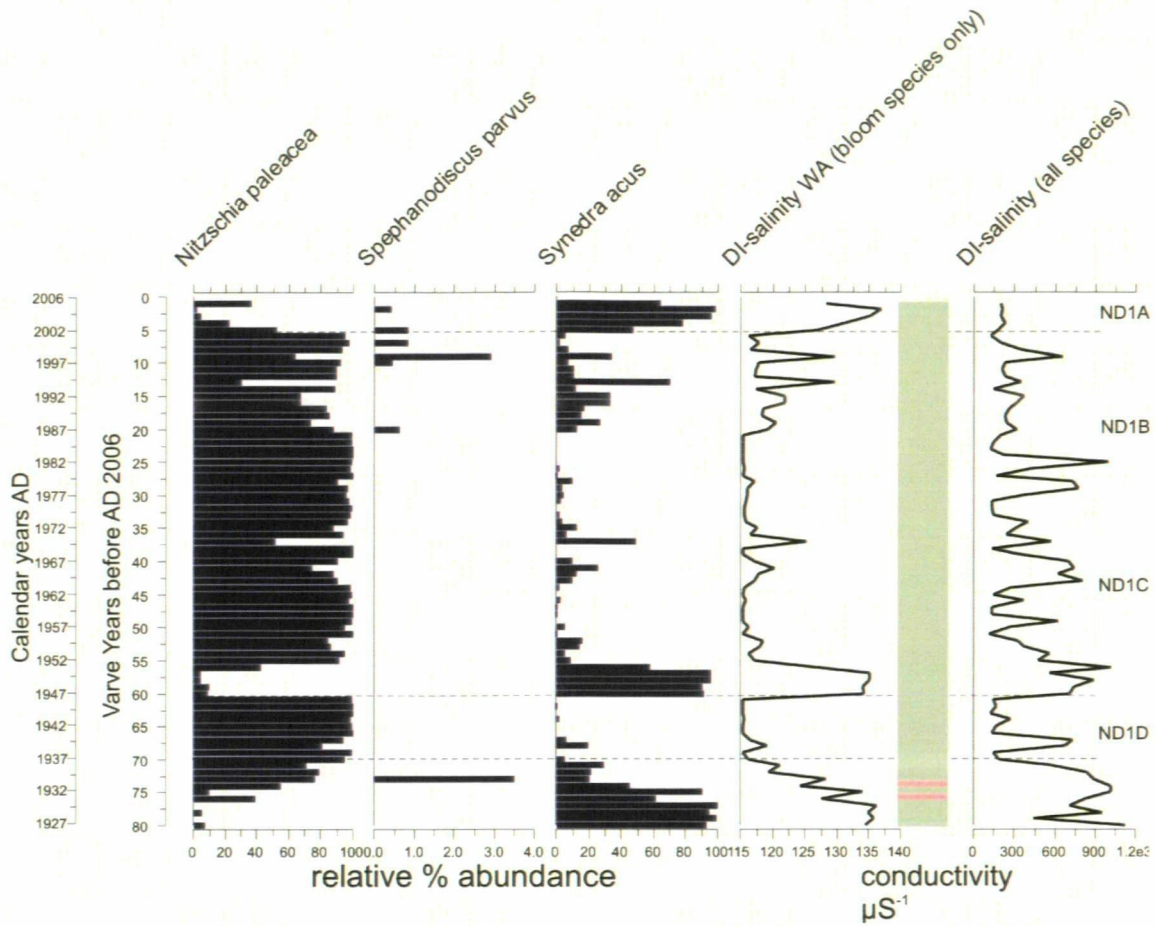 Nitzschia paleacea
Spephanodiscus parvus
Synedra acus
DI-salinity WA (bloom species only)
DI-salinity (all species)
Calendar years AD
2006
2002
1997
1992
1987
1982
1977
1972
1967
1962
1957
1952
1947
1942
1937
1932
1927
Varve Years before AD 2006
0
5
10
15
20
25
30
35
40
45
50
55
60
65
70
75
80
ND1A
ND1B
ND1C
ND1D
0 20 40 60 80 100
0.0 1.0 2.0 3.0 4.0
0 20 40 60 80 100
115 120 125 130 135 140
0 300 600 900 1.2e3
relative % abundance
conductivity
µS⁻¹